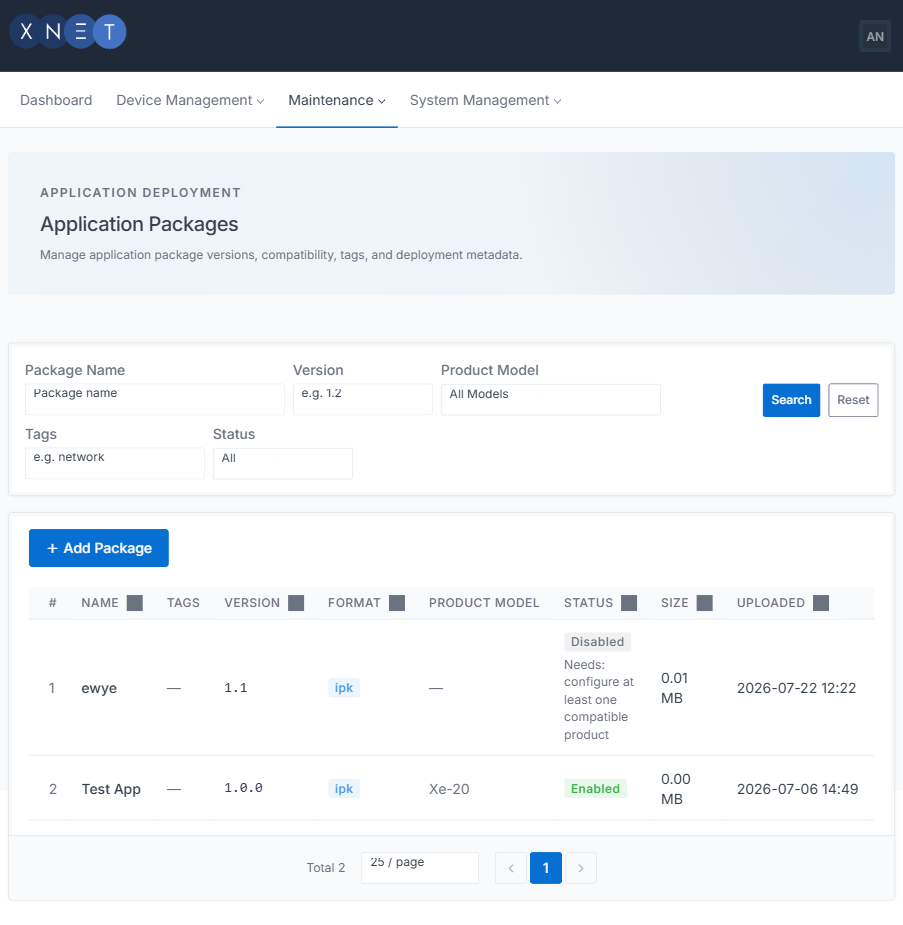 XNET
AN
Dashboard Device Management Maintenance System Management
APPLICATION DEPLOYMENT
Application Packages
Manage application package versions, compatibility, tags, and deployment metadata.
Package Name Version Product Model
Package name e.g. 1.2 All Models Search Reset
Tags Status
e.g. network All
+ Add Package
# NAME TAGS VERSION FORMAT PRODUCT MODEL STATUS SIZE UPLOADED
1 ewye — 1.1 ipk — Disabled
Needs:
configure at
least one
compatible
product
0.01
MB
2026-07-22 12:22
2 Test App — 1.0.0 ipk Xe-20 Enabled
0.00
MB
2026-07-06 14:49
Total 2 25 / page < 1 >